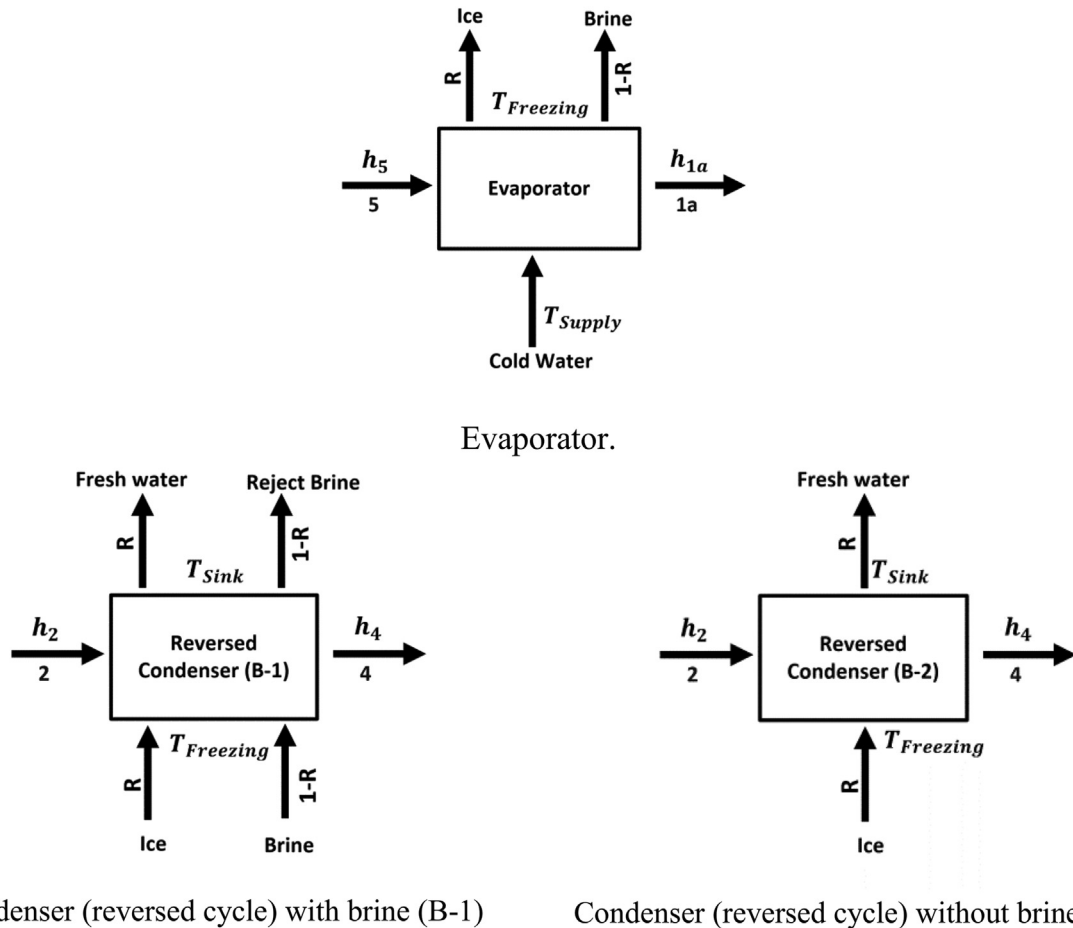 Ice
Brine
R
1-R
T_Freezing
h_5
5
Evaporator
h_1a
1a
T_Supply
Cold Water
Evaporator.
Fresh water
Reject Brine
R
1-R
T_Sink
h_2
2
Reversed
Condenser (B-1)
h_4
4
T_Freezing
R
1-R
Ice
Brine
Fresh water
R
T_Sink
h_2
2
Reversed
Condenser (B-2)
h_4
4
T_Freezing
R
Ice
denser (reversed cycle) with brine (B-1)
Condenser (reversed cycle) without brine